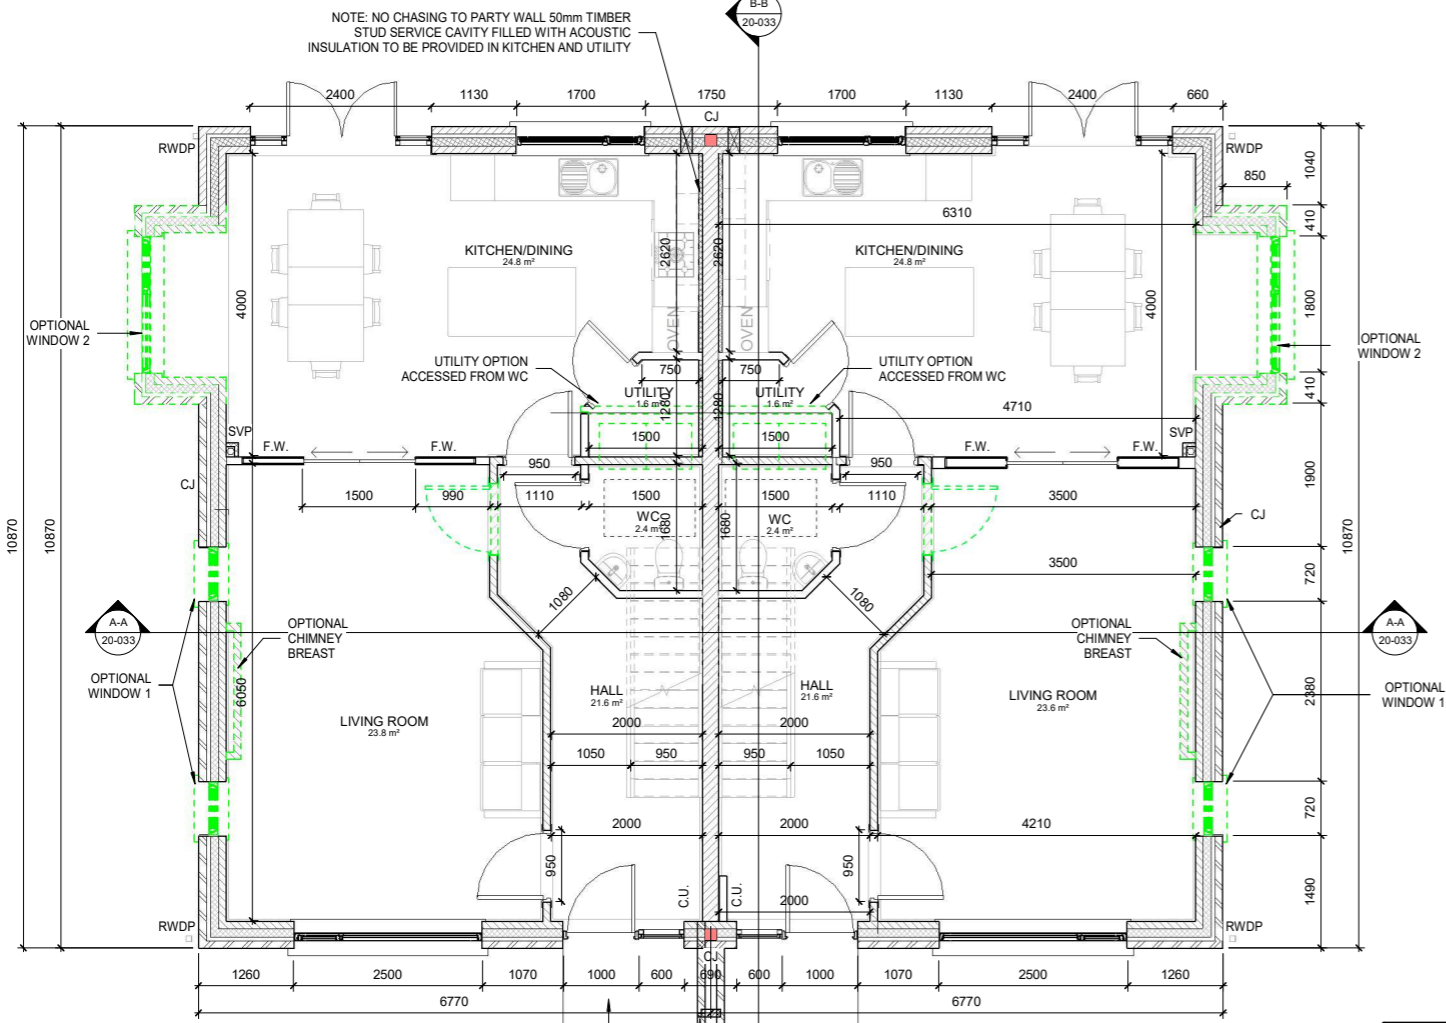 B-B
20-033
NOTE: NO CHASING TO PARTY WALL 50mm TIMBER
STUD SERVICE CAVITY FILLED WITH ACOUSTIC
INSULATION TO BE PROVIDED IN KITCHEN AND UTILITY
2400
1130
1700
1750
1700
1130
2400
660
CJ
RWDP
RWDP
1040
850
6310
410
KITCHEN/DINING
24.8 m²
KITCHEN/DINING
24.8 m²
2620
2620
4000
4000
1800
OPTIONAL
WINDOW 2
OPTIONAL
WINDOW 2
OVEN
OVEN
UTILITY OPTION
ACCESSED FROM WC
UTILITY OPTION
ACCESSED FROM WC
750
750
UTILITY
1.6 m²
UTILITY
1.6 m²
1280
1280
410
4710
SVP
SVP
F.W.
F.W.
F.W.
F.W.
1500
1500
950
950
CJ
1900
1500
990
1110
1500
1500
1110
3500
WC
2.4 m²
WC
2.4 m²
1680
1680
CJ
10870
10870
10870
3500
720
1080
1080
A-A
20-033
A-A
20-033
OPTIONAL
CHIMNEY
BREAST
OPTIONAL
CHIMNEY
BREAST
OPTIONAL
WINDOW 1
OPTIONAL
WINDOW 1
6050
HALL
21.6 m²
HALL
21.6 m²
2380
LIVING ROOM
23.8 m²
LIVING ROOM
23.6 m²
2000
2000
1050
950
950
1050
720
2000
2000
4210
950
950
C.U.
C.U.
2000
1490
RWDP
RWDP
CJ
1260
2500
1070
1000
600
690
600
1000
1070
2500
1260
6770
6770